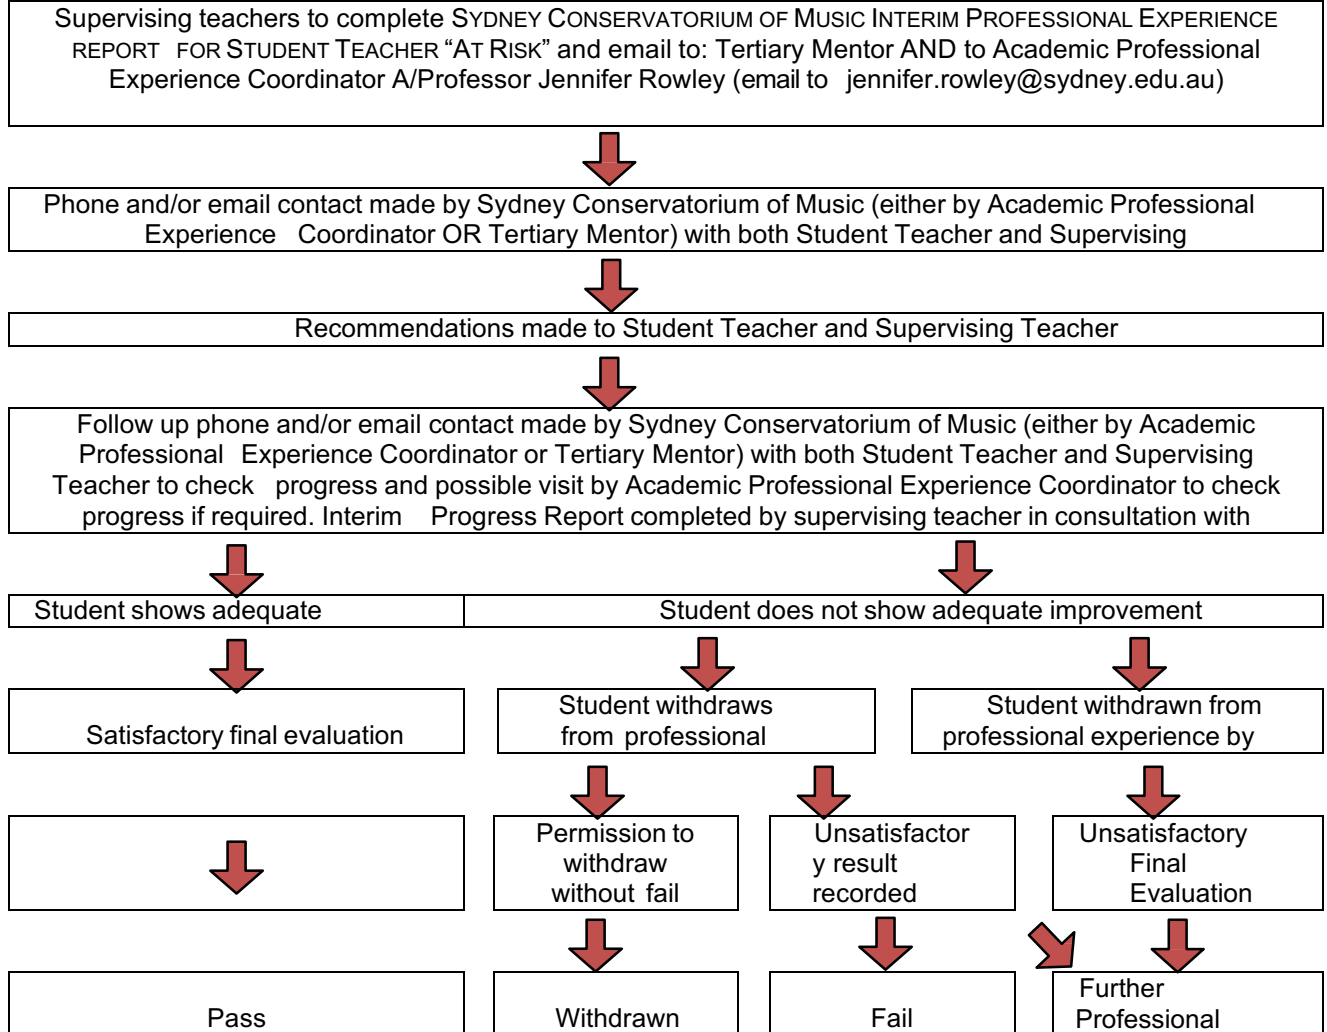 Supervising teachers to complete SYDNEY CONSERVATORIUM OF MUSIC INTERIM PROFESSIONAL EXPERIENCE
REPORT FOR STUDENT TEACHER “AT RISK” and email to: Tertiary Mentor AND to Academic Professional
Experience Coordinator A/Professor Jennifer Rowley (email to jennifer.rowley@sydney.edu.au)
Phone and/or email contact made by Sydney Conservatorium of Music (either by Academic Professional
Experience Coordinator OR Tertiary Mentor) with both Student Teacher and Supervising
Recommendations made to Student Teacher and Supervising Teacher
Follow up phone and/or email contact made by Sydney Conservatorium of Music (either by Academic
Professional Experience Coordinator or Tertiary Mentor) with both Student Teacher and Supervising
Teacher to check progress and possible visit by Academic Professional Experience Coordinator to check
progress if required. Interim Progress Report completed by supervising teacher in consultation with
Student shows adequate
Student does not show adequate improvement
Satisfactory final evaluation
Student withdraws
from professional
Student withdrawn from
professional experience by
Permission to
withdraw
without fail
Unsatisfactor
y result
recorded
Unsatisfactory
Final
Evaluation
Pass
Withdrawn
Fail
Further
Professional